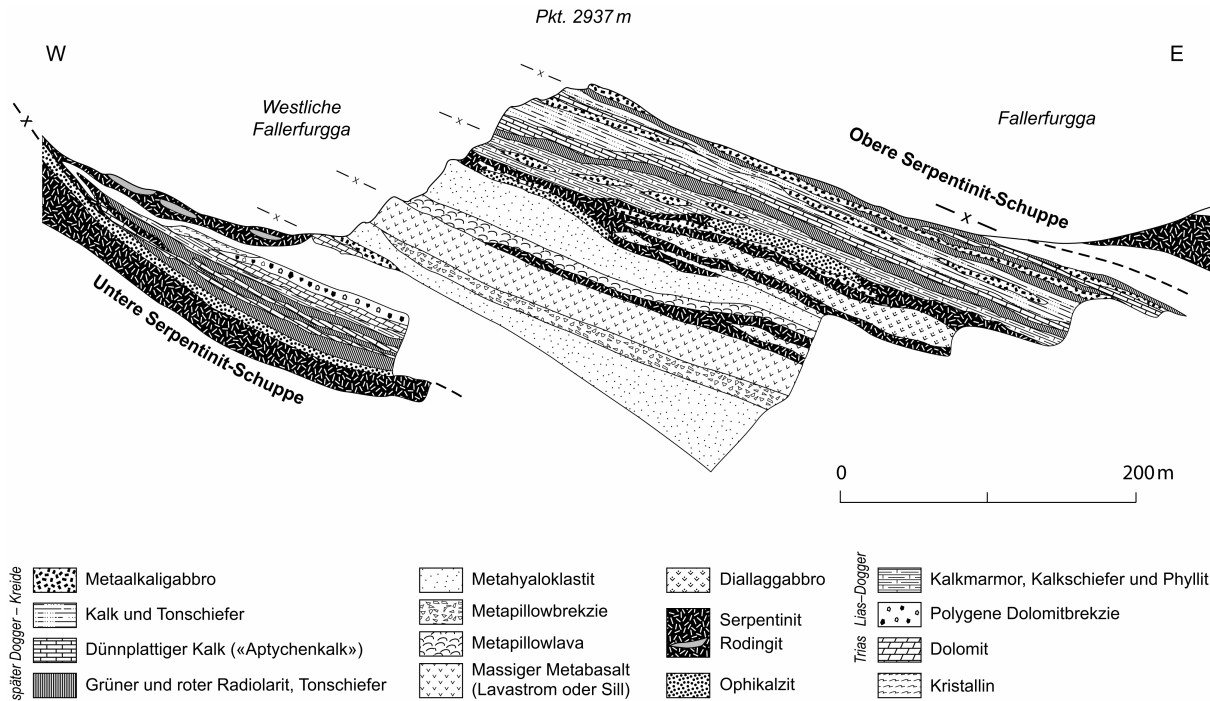 Pkt. 2937 m
W
E
Westliche
Fallerfurgga
Fallerfurgga
Obere Serpentinit-Schuppe
Untere Serpentinit-Schuppe
x
x
x
x
x
x
0
200 m
später Dogger – Kreide
Metaalkaligabbro
Kalk und Tonschiefer
Dünnplattiger Kalk («Aptychenkalk»)
Grüner und roter Radiolarit, Tonschiefer
Metahyaloklastit
Metapillowbrekzie
Metapillowlava
Massiger Metabasalt
(Lavastrom oder Sill)
Diallaggabbro
Serpentinit
Rodingit
Ophikalzit
Lias–Dogger
Trias
Kalkmarmor, Kalkschiefer und Phyllit
Polygene Dolomitbrekzie
Dolomit
Kristallin